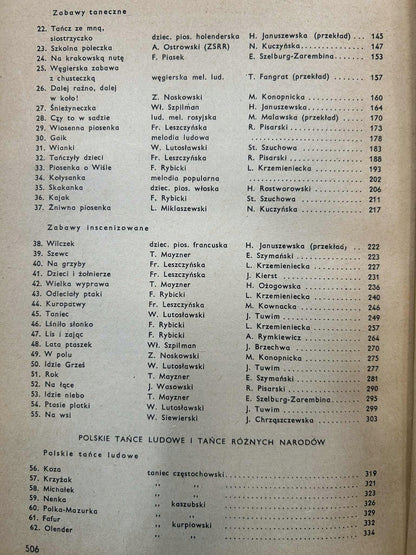 Zabawy taneczne
22. Tańcz ze mną, siostrzyczko dziec. pios. holenderska H. Januszewska (przekład) . . 145
23. Szkolna poleczka A. Ostrowski (ZSRR) N. Kuczyńska . . . . . 147
24. Na krakowską nutę F. Piasek E. Szelburg-Zarembina . . . 153
25. Węgierska zabawa z chusteczką węgierska mel. lud. T. Fangrat (przekład) . . . 157
26. Dalej raźno, dalej w koło! Z. Noskowski M. Konopnicka . . . . . 160
27. Śnieżyneczka Wł. Szpilman H. Januszewska . . . . . 164
28. Czy to w sadzie lud. mel. rosyjska M. Malawska (przekład) . . . 170
29. Wiosenna piosenka Fr. Leszczyńska R. Pisarski . . . . . 173
30. Gaik melodia ludowa . . . . . 178
31. Wianki W. Lutosławski St. Szuchowa . . . . . 183
32. Tańczyły dzieci Fr. Leszczyńska R. Pisarski . . . . . 188
33. Piosenka o Wiśle F. Rybicki L. Krzemieniecka . . . . . 193
34. Kołysanka melodia popularna . . . . . 202
35. Skakanka dziec. pios. włoska H. Rostworowski . . . . . 206
36. Kajak F. Rybicki St. Szuchowa . . . . . 211
37. Zniwna piosenka L. Miklaszewski N. Kuczyńska . . . . . 217
Zabawy inscenizowane
38. Wilczek dziec. pios. francuska H. Januszewska (przekład) . . 222
39. Szewc T. Mayzner E. Szymański . . . . . 223
40. Na grzyby Fr. Leszczyńska L. Krzemieniecka . . . . . 227
41. Dzieci i żołnierze Fr. Leszczyńska J. Kierst . . . . . 231
42. Wielka wyprawa T. Mayzner H. Ożogowska . . . . . 236
43. Odleciały ptaki F. Rybicki L. Krzemieniecka . . . . . 240
44. Kuropatwy Fr. Leszczyńska M. Kownacka . . . . . 246
45. Taniec W. Lutosławski J. Tuwim . . . . . 249
46. Lśniło słonko F. Rybicki L. Krzemieniecka . . . . . 257
47. Lis i zając F. Rybicki A. Rymkiewicz . . . . . 264
48. Lata ptaszek Wł. Szpilman J. Brzechwa . . . . . 270
49. W polu Z. Noskowski M. Konopnicka . . . . . 275
50. Idzie Grześ W. Lutosławski J. Tuwim . . . . . 277
51. Rok T. Mayzner E. Szymański . . . . . 281
52. Na łące J. Wasowski R. Pisarski . . . . . 290
53. Idzie niebo T. Mayzner E. Szelburg-Zarembina . . . 295
54. Ptasie plotki W. Lutosławski J. Tuwim . . . . . 299
55. Na wsi W. Siewierski J. Chrząszczewska . . . . . 303
POLSKIE TAŃCE LUDOWE I TAŃCE RÓŻNYCH NARODÓW
Polskie tańce ludowe
56. Koza taniec częstochowski . . . . . 319
57. Krzyżak ,, ,, . . . . . 321
58. Michałek ,, ,, . . . . . 323
59. Nenka ,, kaszubski . . . . . 326
60. Polka-Mazurka ,, ,, . . . . . 329
61. Fafur ,, kurpiowski . . . . . 332
62. Olender ,, ,, . . . . . 334
506